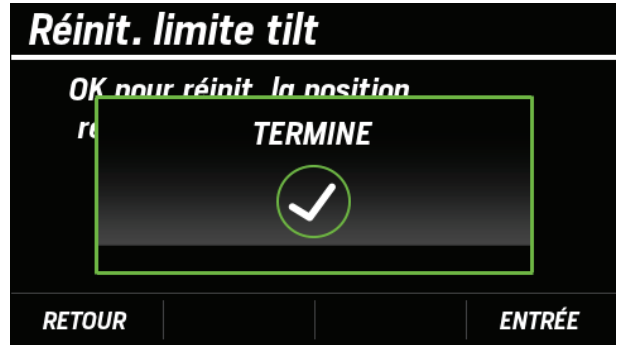 Réinit. limite tilt
OK pour réinit. la position
TERMINE
RETOUR
ENTRÉE